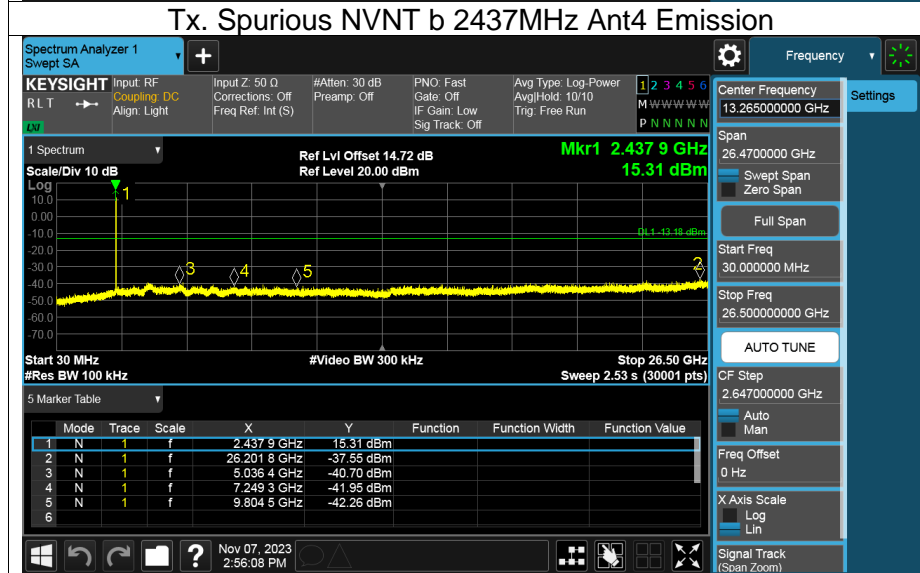 Tx. Spurious NVNT b 2437MHz Ant4 Emission
Spectrum Analyzer 1
Swept SA
+
Frequency
KEYSIGHT
R L T
LXI
Input: RF
Coupling: DC
Align: Light
Input Z: 50 Ω
Corrections: Off
Freq Ref: Int (S)
#Atten: 30 dB
Preamp: Off
PNO: Fast
Gate: Off
IF Gain: Low
Sig Track: Off
Avg Type: Log-Power
Avg|Hold: 10/10
Trig: Free Run
1 2 3 4 5 6
M W W W W W
P N N N N N
1 Spectrum
Scale/Div 10 dB
Ref Lvl Offset 14.72 dB
Ref Level 20.00 dBm
Mkr1 2.437 9 GHz
15.31 dBm
Log
10.0
0.00
-10.0
-20.0
-30.0
-40.0
-50.0
-60.0
-70.0
1
DL1 -13.18 dBm
3
4
5
2
Start 30 MHz
#Res BW 100 kHz
#Video BW 300 kHz
Stop 26.50 GHz
Sweep 2.53 s (30001 pts)
5 Marker Table
Mode Trace Scale X Y Function Function Width Function Value
1 N 1 f 2.437 9 GHz 15.31 dBm
2 N 1 f 26.201 8 GHz -37.55 dBm
3 N 1 f 5.036 4 GHz -40.70 dBm
4 N 1 f 7.249 3 GHz -41.95 dBm
5 N 1 f 9.804 5 GHz -42.26 dBm
6
?
Nov 07, 2023
2:56:08 PM
Settings
Center Frequency
13.265000000 GHz
Span
26.4700000 GHz
Swept Span
Zero Span
Full Span
Start Freq
30.000000 MHz
Stop Freq
26.500000000 GHz
AUTO TUNE
CF Step
2.647000000 GHz
Auto
Man
Freq Offset
0 Hz
X Axis Scale
Log
Lin
Signal Track
(Span Zoom)